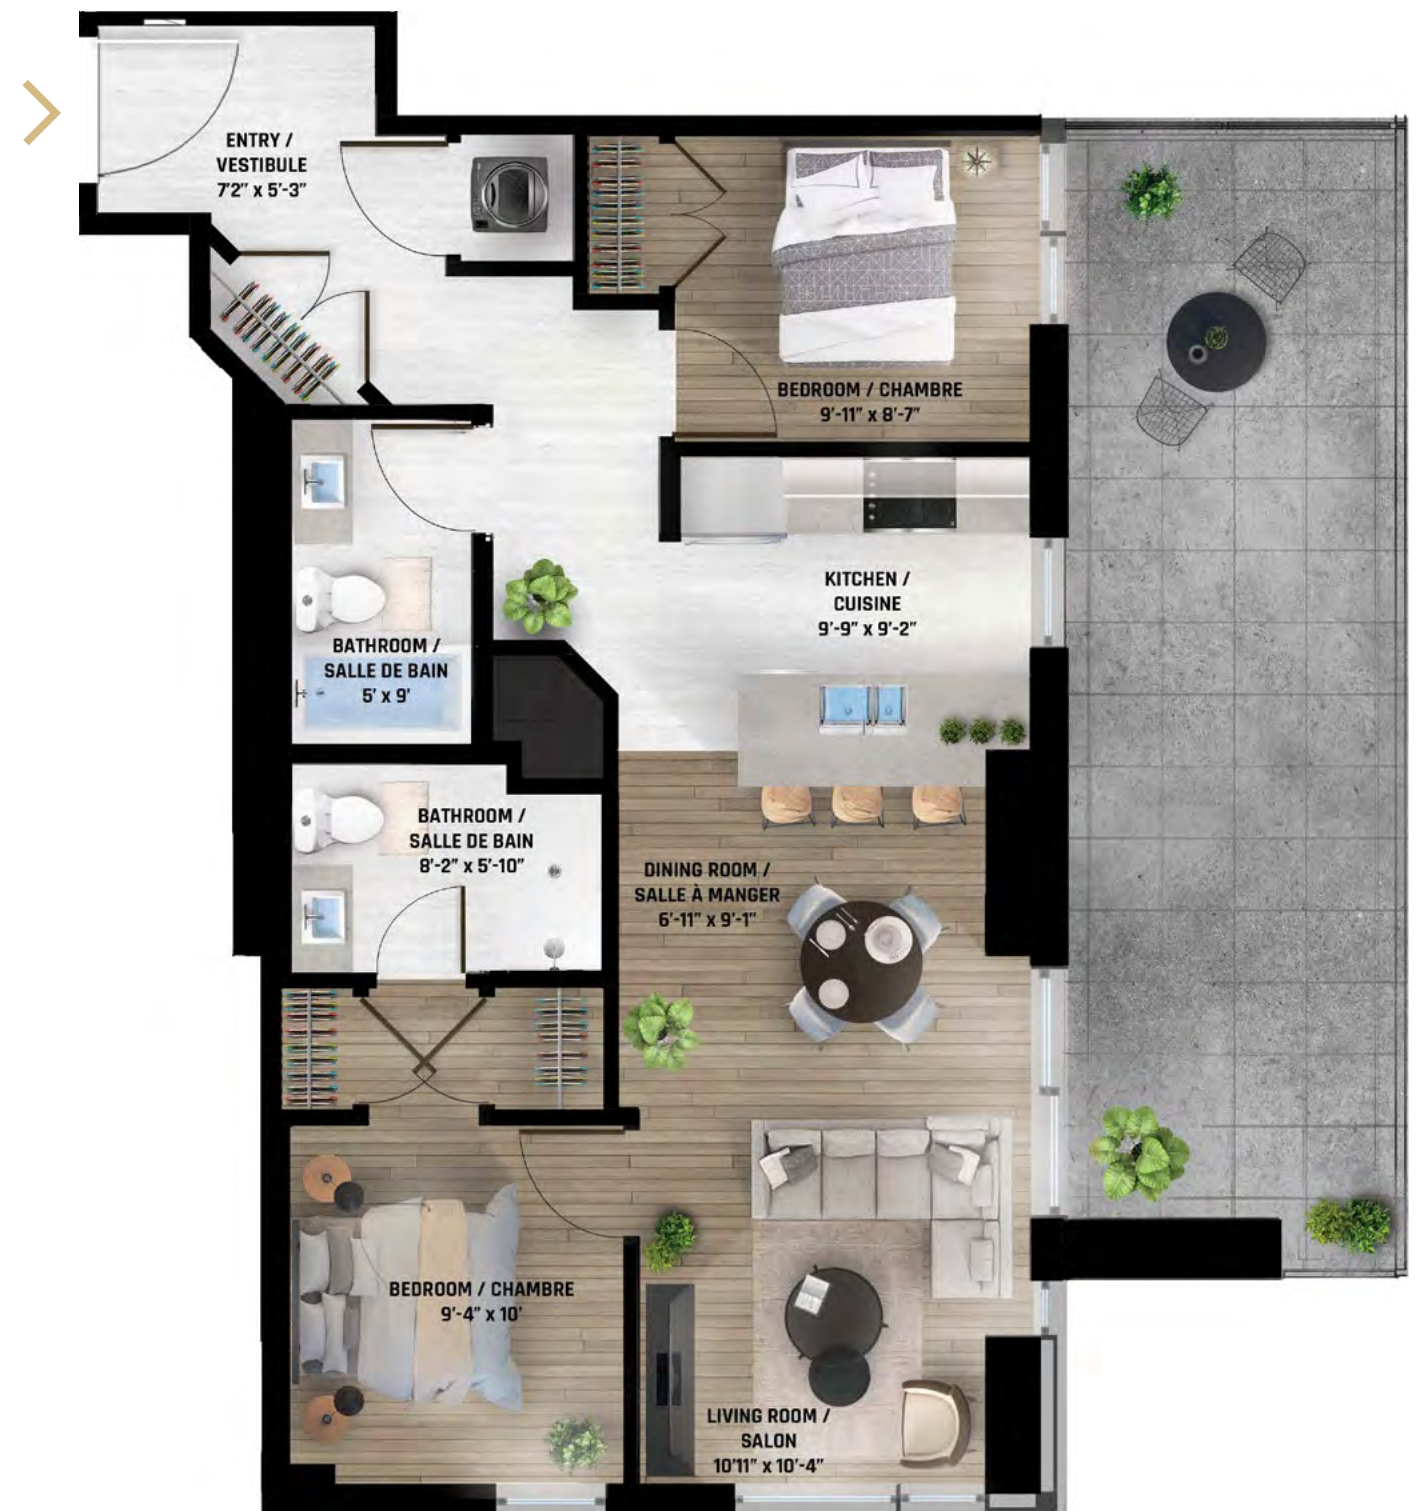 ENTRY /
VESTIBULE
7'2" x 5'-3"
BEDROOM / CHAMBRE
9'-11" x 8'-7"
KITCHEN /
CUISINE
9'-9" x 9'-2"
BATHROOM /
SALLE DE BAIN
5' x 9'
BATHROOM /
SALLE DE BAIN
8'-2" x 5'-10"
DINING ROOM /
SALLE À MANGER
6'-11" x 9'-1"
BEDROOM / CHAMBRE
9'-4" x 10'
LIVING ROOM /
SALON
10'11" x 10'-4"